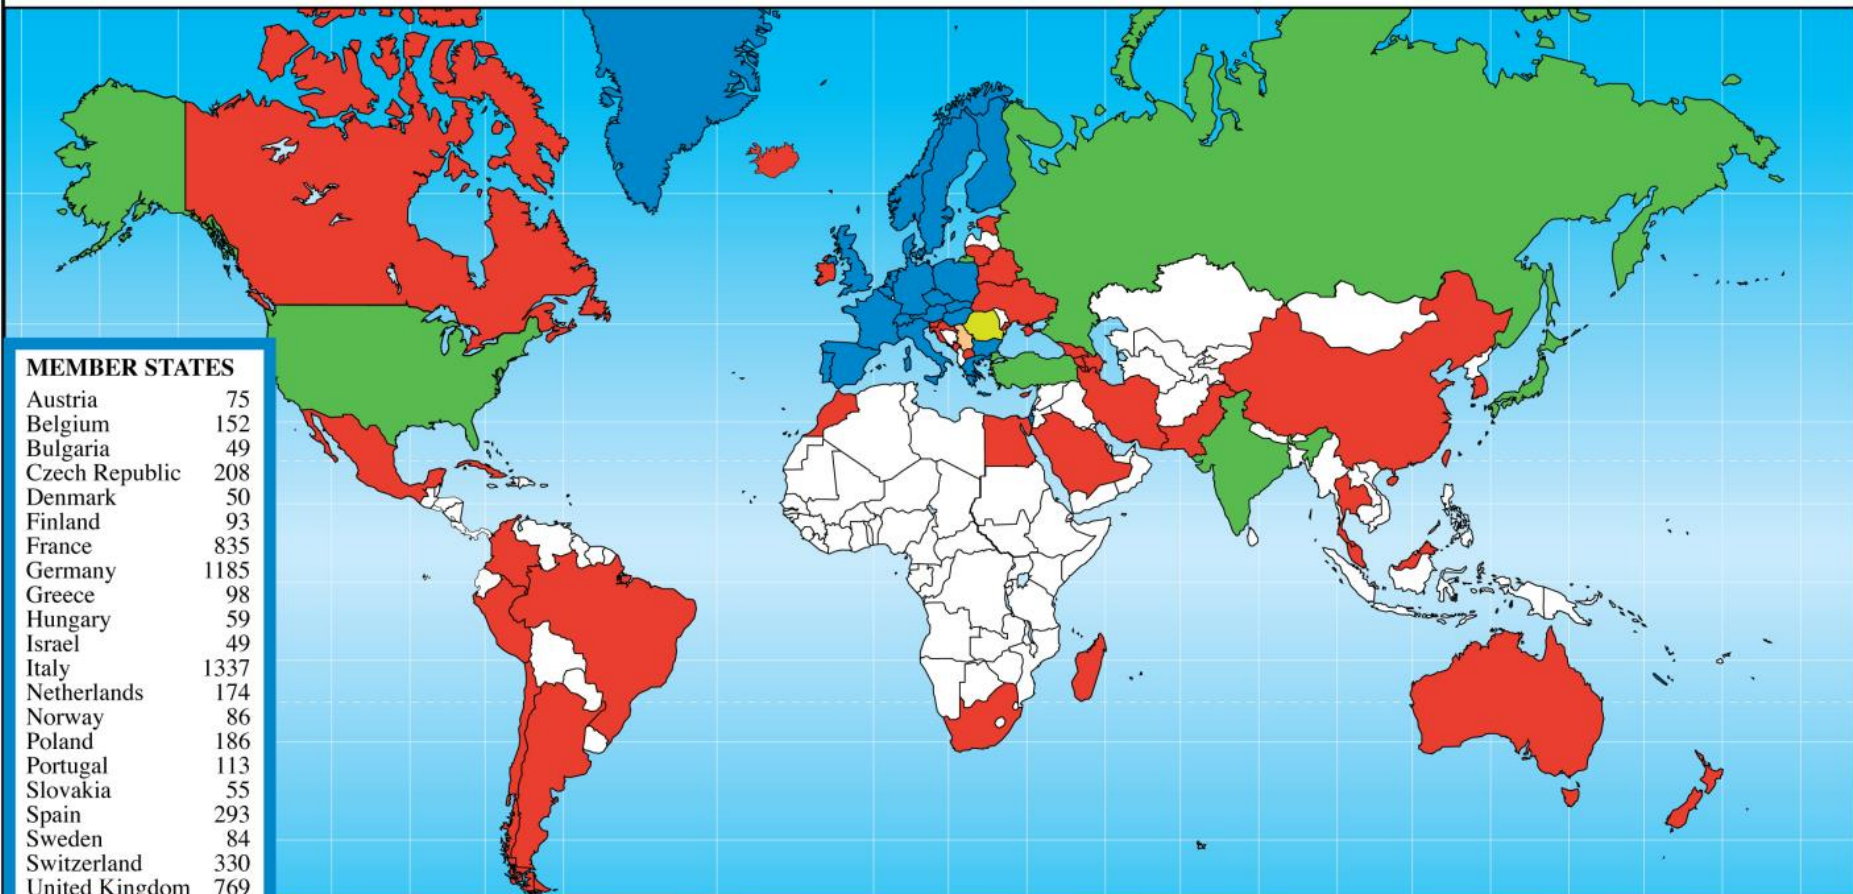 MEMBER STATES
Austria 75
Belgium 152
Bulgaria 49
Czech Republic 208
Denmark 50
Finland 93
France 835
Germany 1185
Greece 98
Hungary 59
Israel 49
Italy 1337
Netherlands 174
Norway 86
Poland 186
Portugal 113
Slovakia 55
Spain 293
Sweden 84
Switzerland 330
United Kingdom 769